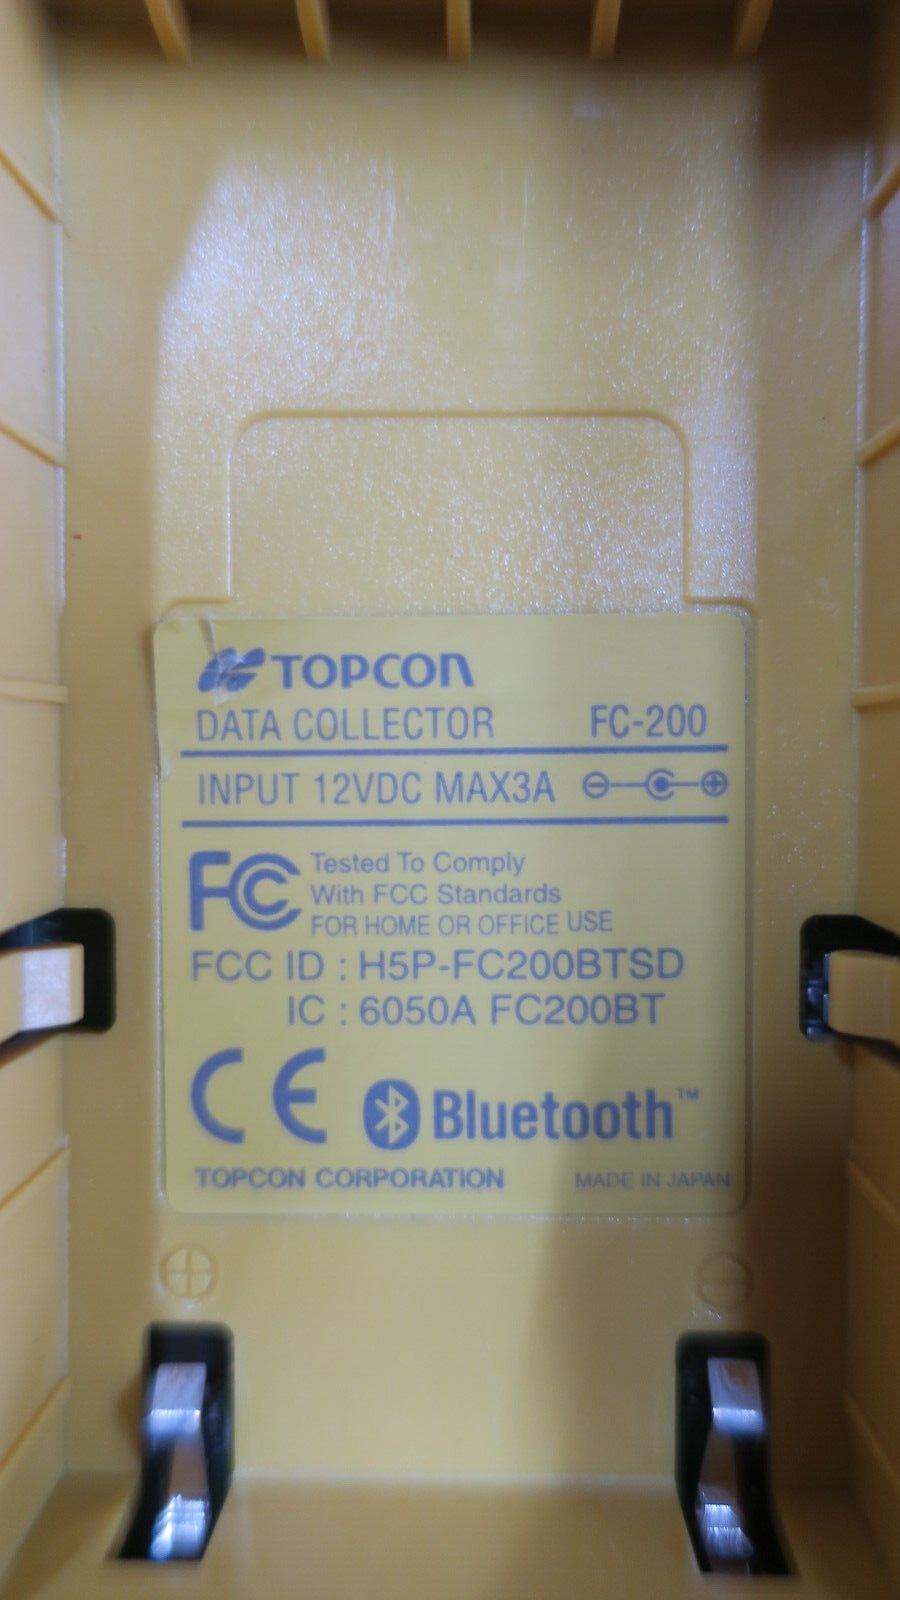 TOPCON
DATA COLLECTOR FC-200
INPUT 12VDC MAX3A
FC Tested To Comply
With FCC Standards
FOR HOME OR OFFICE USE
FCC ID : H5P-FC200BTSD
IC : 6050A FC200BT
CE Bluetooth™
TOPCON CORPORATION MADE IN JAPAN